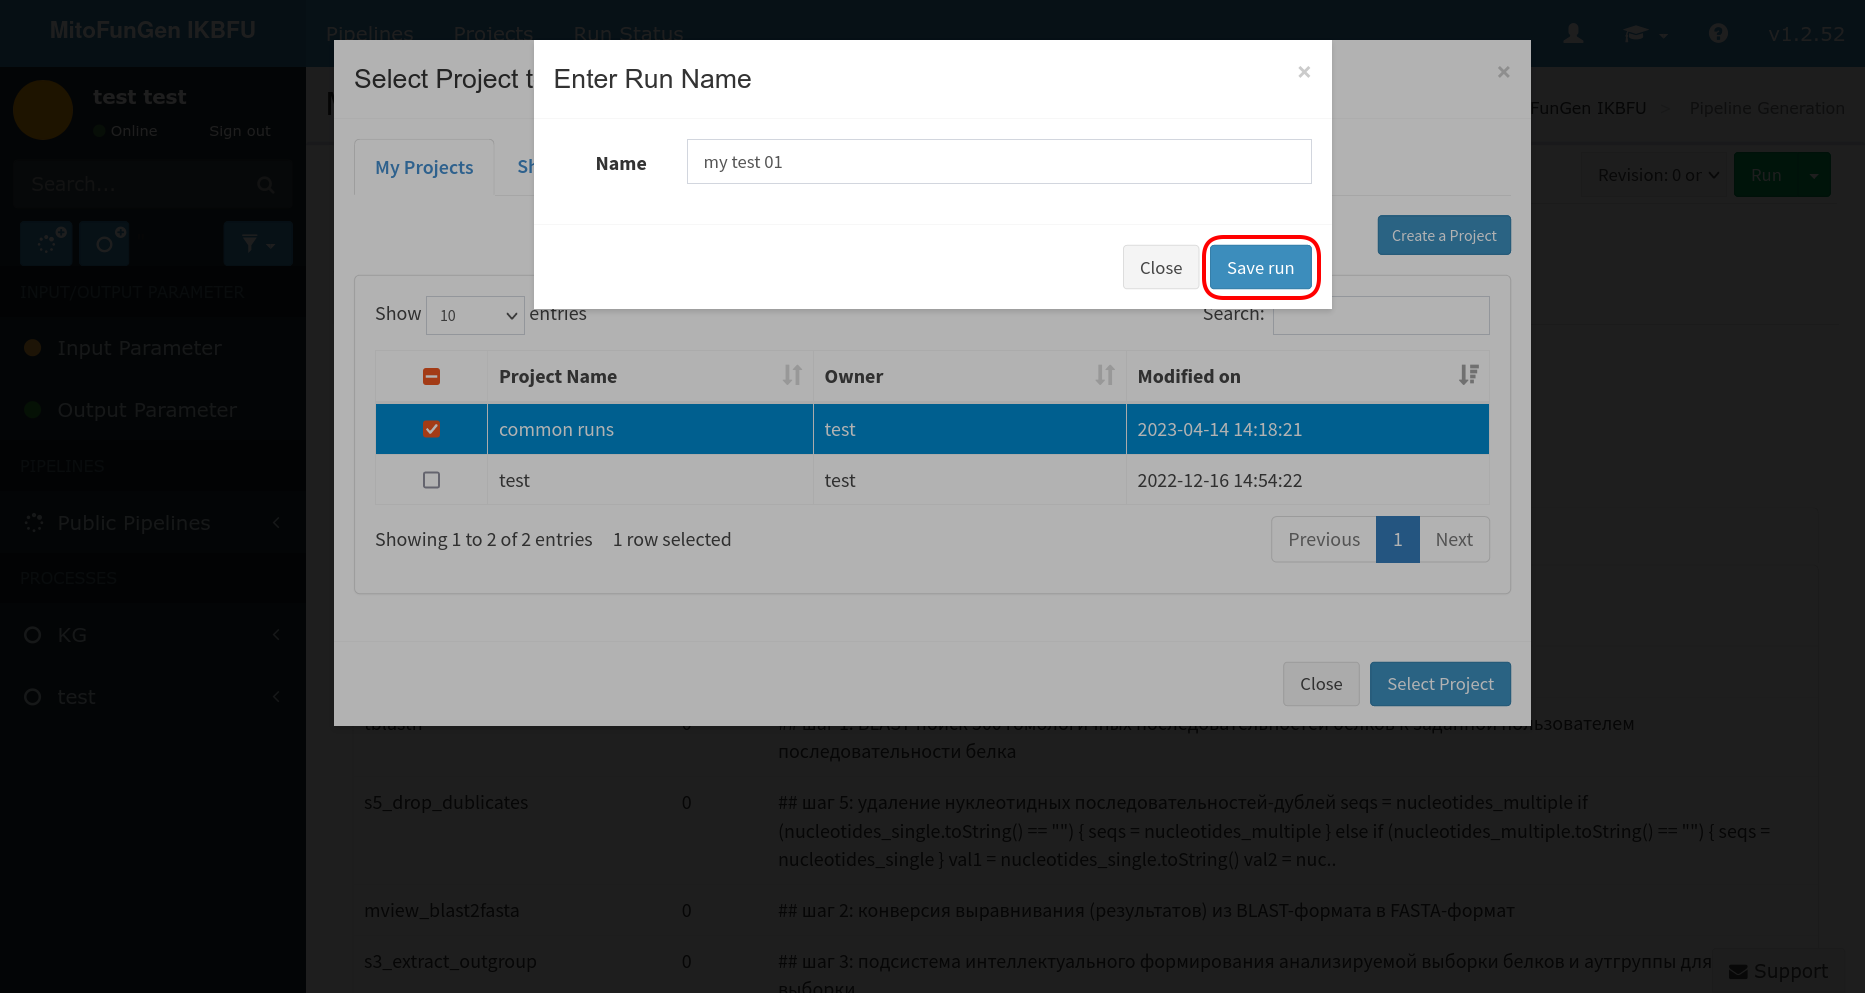 MitoFunGen IKBFU
Pipelines Projects Run Status
v1.2.52
test test
Online Sign out
Search...
INPUT/OUTPUT PARAMETER
Input Parameter
Output Parameter
PIPELINES
Public Pipelines
PROCESSES
KG
test
FunGen IKBFU > Pipeline Generation
Revision: 0 or
Run
Select Project t
My Projects Sh
Create a Project
Enter Run Name
×
×
Name my test 01
Close Save run
Show 10 entries
Search:
Project Name Owner Modified on
common runs test 2023-04-14 14:18:21
test test 2022-12-16 14:54:22
Showing 1 to 2 of 2 entries 1 row selected
Previous 1 Next
Close Select Project
последовательности белка
s5_drop_dublicates 0 ## шаг 5: удаление нуклеотидных последовательностей-дублей seqs = nucleotides_multiple if
(nucleotides_single.toString() == "") { seqs = nucleotides_multiple } else if (nucleotides_multiple.toString() == "") { seqs =
nucleotides_single } val1 = nucleotides_single.toString() val2 = nuc..
mview_blast2fasta 0 ## шаг 2: конверсия выравнивания (результатов) из BLAST-формата в FASTA-формат
s3_extract_outgroup 0 ## шаг 3: подсистема интеллектуального формирования анализируемой выборки белков и аутгруппы для
выборки
Support